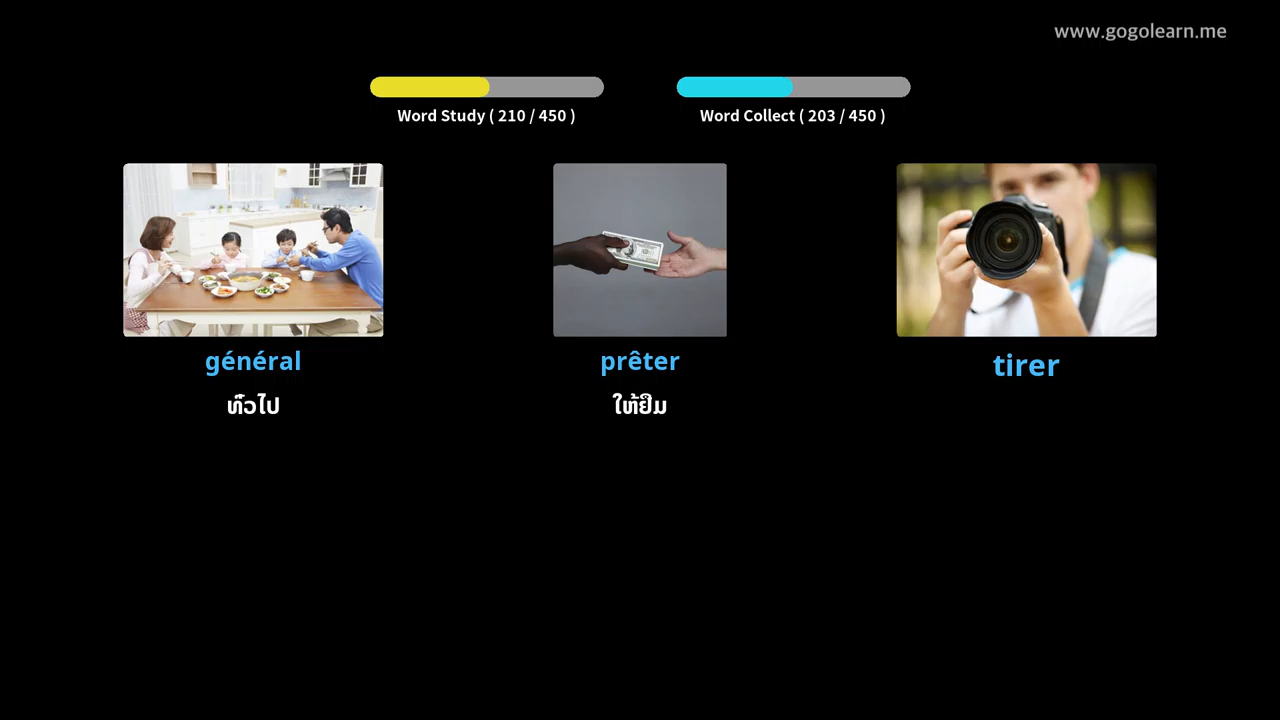 www.gogolearn.me
Word Study ( 210 / 450 )
Word Collect ( 203 / 450 )
général
prêter
tirer
ທົ່ວໄປ
ໃຫ້ຢືມ